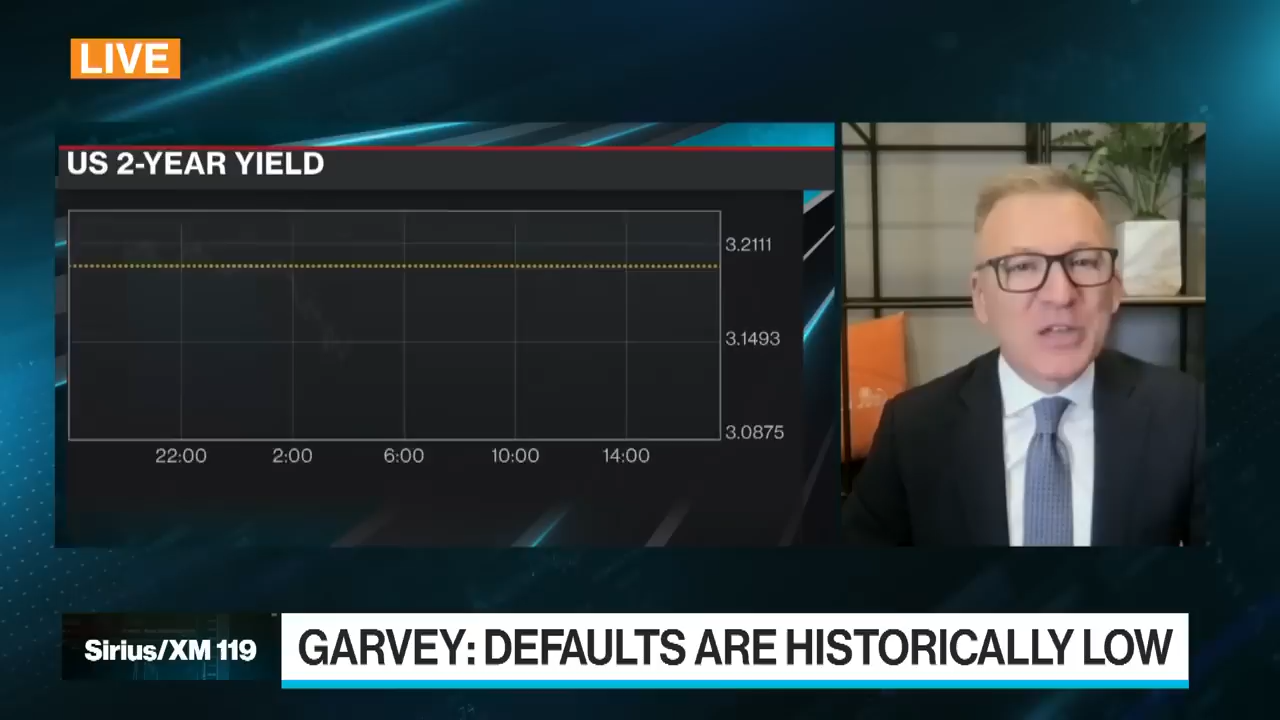 LIVE
US 2-YEAR YIELD
3.2111
3.1493
3.0875
22:00 2:00 6:00 10:00 14:00
Sirius/XM 119
GARVEY: DEFAULTS ARE HISTORICALLY LOW